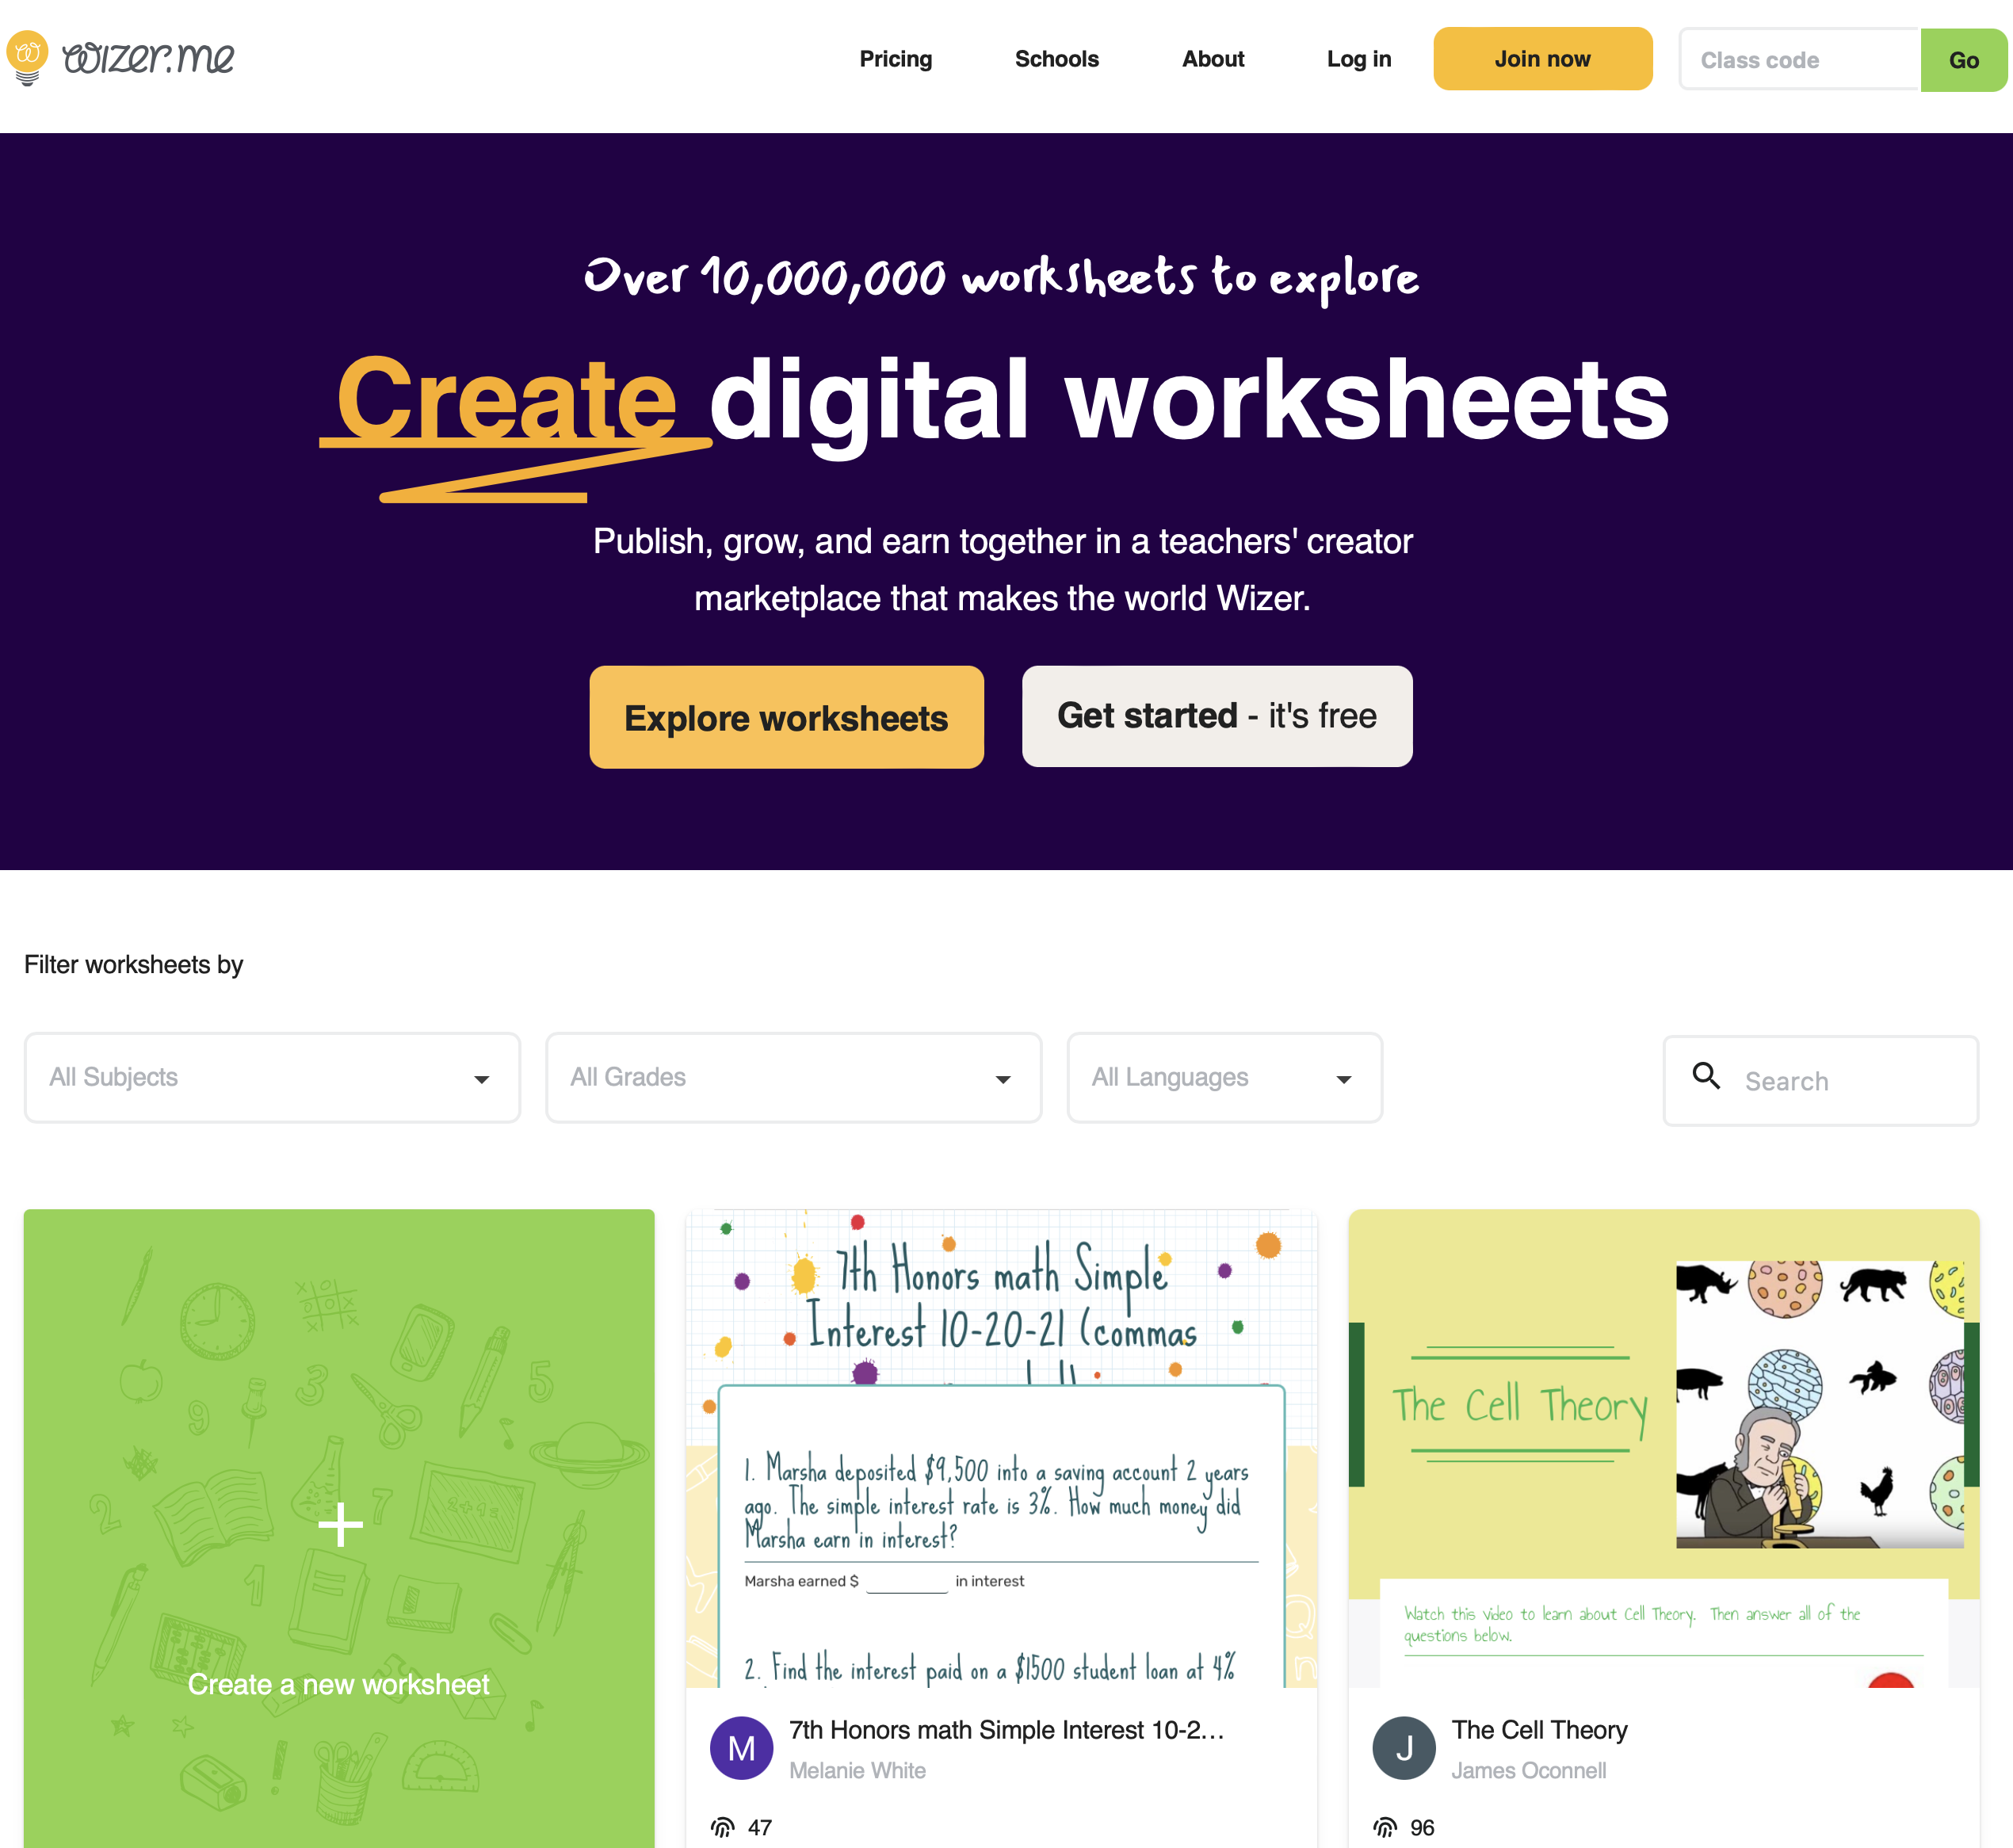 wizer.me
Pricing
Schools
About
Log in
Join now
Class code
Go
Over 10,000,000 worksheets to explore
Create digital worksheets
Publish, grow, and earn together in a teachers' creator
marketplace that makes the world Wizer.
Explore worksheets
Get started - it's free
Filter worksheets by
All Subjects
All Grades
All Languages
Search
Create a new worksheet
7th Honors math Simple
Interest 10-20-21 (commas
1. Marsha deposited $9,500 into a saving account 2 years
ago. The simple interest rate is 3%. How much money did
Marsha earn in interest?
Marsha earned $ ________ in interest
2. Find the interest paid on a $1500 student loan at 4%
M
7th Honors math Simple Interest 10-2...
Melanie White
47
The Cell Theory
Watch this video to learn about Cell Theory. Then answer all of the
questions below.
J
The Cell Theory
James Oconnell
96